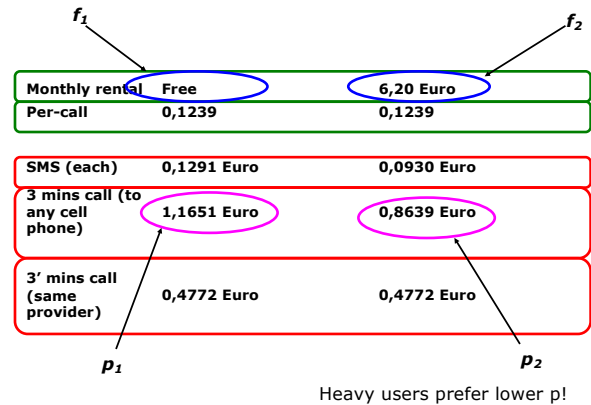 f₁ f₂
Monthly rental Free 6,20 Euro
Per-call 0,1239 0,1239
SMS (each) 0,1291 Euro 0,0930 Euro
3 mins call (to
any cell 1,1651 Euro 0,8639 Euro
phone)
3’ mins call
(same 0,4772 Euro 0,4772 Euro
provider)
p₁ p₂
Heavy users prefer lower p!